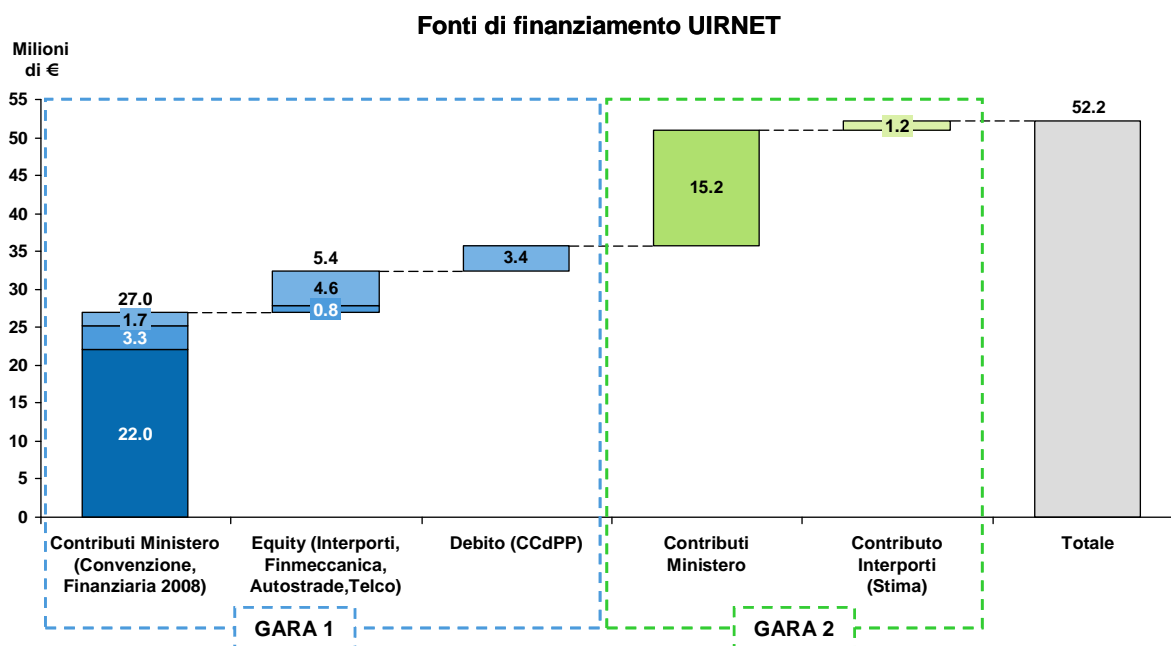 Fonti di finanziamento UIRNET
Milioni
di €
55
50
45
40
35
30
25
20
15
10
5
0
27.0
1.7
3.3
22.0
5.4
4.6
0.8
3.4
15.2
1.2
52.2
Contributi Ministero
(Convenzione,
Finanziaria 2008)
Equity (Interporti,
Finmeccanica,
Autostrade,Telco)
Debito (CCdPP)
Contributi
Ministero
Contributo
Interporti
(Stima)
Totale
GARA 1
GARA 2